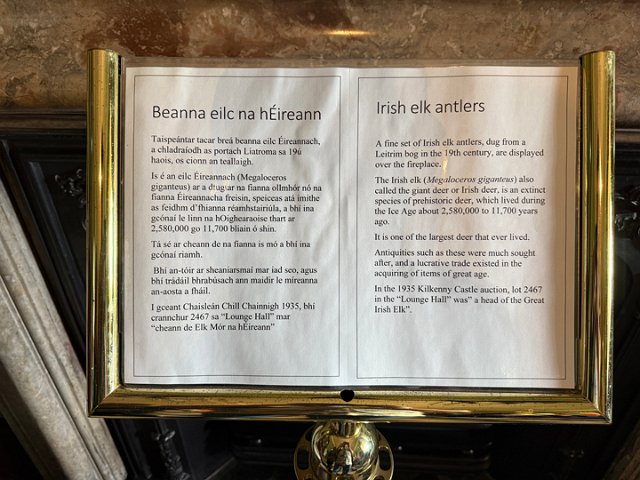 Beanna eilc na hÉireann
Taispeántar tacar breá beanna eilc Éireannach,
a chladraíodh as portach Liatroma sa 19ú
haois, os cionn an teallaigh.
Is é an eilc Éireannach (Megaloceros
giganteus) ar a dtugar na fianna ollmhór nó na
fianna Éireannacha freisin, speiceas atá imithe
as feidhm d'fhianna réamhstairiúla, a bhí ina
gcónaí le linn na hOighearaoise thart ar
2,580,000 go 11,700 bliain ó shin.
Tá sé ar cheann de na fianna is mó a bhí ina
gcónaí riamh.
Bhí an-tóir ar sheaniarsmaí mar iad seo, agus
bhí trádáil bhrabúsach ann maidir le míreanna
an-aosta a fháil.
I gceant Chaisleán Chill Chainnigh 1935, bhí
crannchur 2467 sa "Lounge Hall" mar
"cheann de Elk Mór na hÉireann"
Irish elk antlers
A fine set of Irish elk antlers, dug from a
Leitrim bog in the 19th century, are displayed
over the fireplace.
The Irish elk (Megaloceros giganteus) also
called the giant deer or Irish deer, is an extinct
species of prehistoric deer, which lived during
the Ice Age about 2,580,000 to 11,700 years
ago.
It is one of the largest deer that ever lived.
Antiquities such as these were much sought
after, and a lucrative trade existed in the
acquiring of items of great age.
In the 1935 Kilkenny Castle auction, lot 2467
in the "Lounge Hall" was" a head of the Great
Irish Elk".